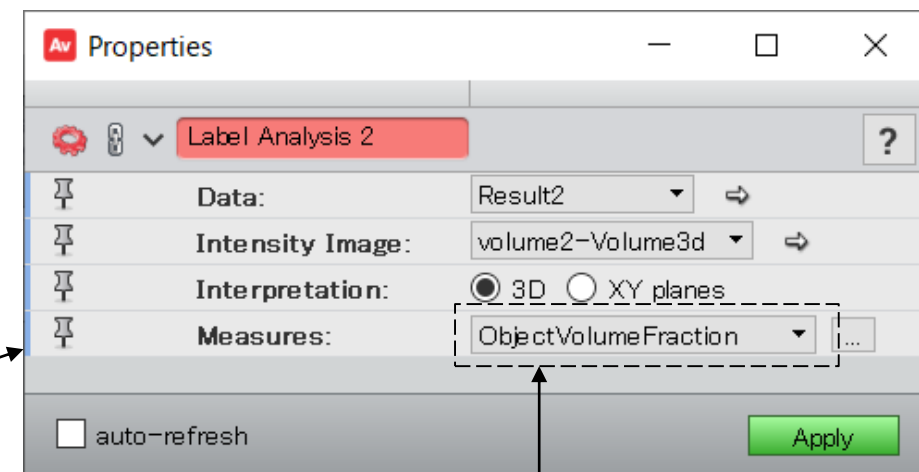 Av Properties
Label Analysis 2 ?
Data: Result2
Intensity Image: volume2-Volume3d
Interpretation: 3D XY planes
Measures: ObjectVolumeFraction ...
auto-refresh Apply